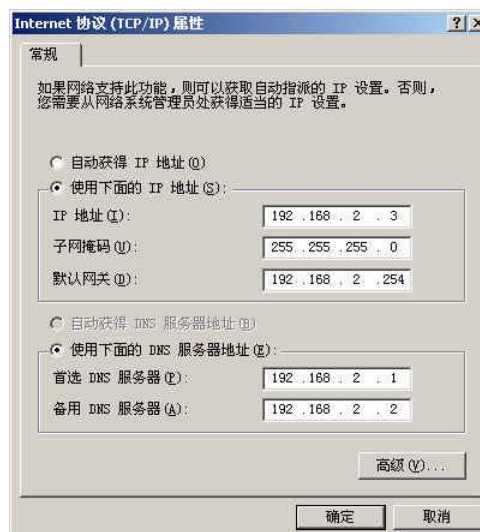 Internet 协议 (TCP/IP) 属性
常规
如果网络支持此功能，则可以获取自动指派的 IP 设置。否则，
您需要从网络系统管理员处获得适当的 IP 设置。
自动获得 IP 地址(O)
使用下面的 IP 地址(S):
IP 地址(I): 192 .168 . 2 . 3
子网掩码(U): 255 .255 .255 . 0
默认网关(D): 192 .168 . 2 .254
自动获得 DNS 服务器地址(B)
使用下面的 DNS 服务器地址(E):
首选 DNS 服务器(P): 192 .168 . 2 . 1
备用 DNS 服务器(A): 192 .168 . 2 . 2
高级(V)...
确定 取消